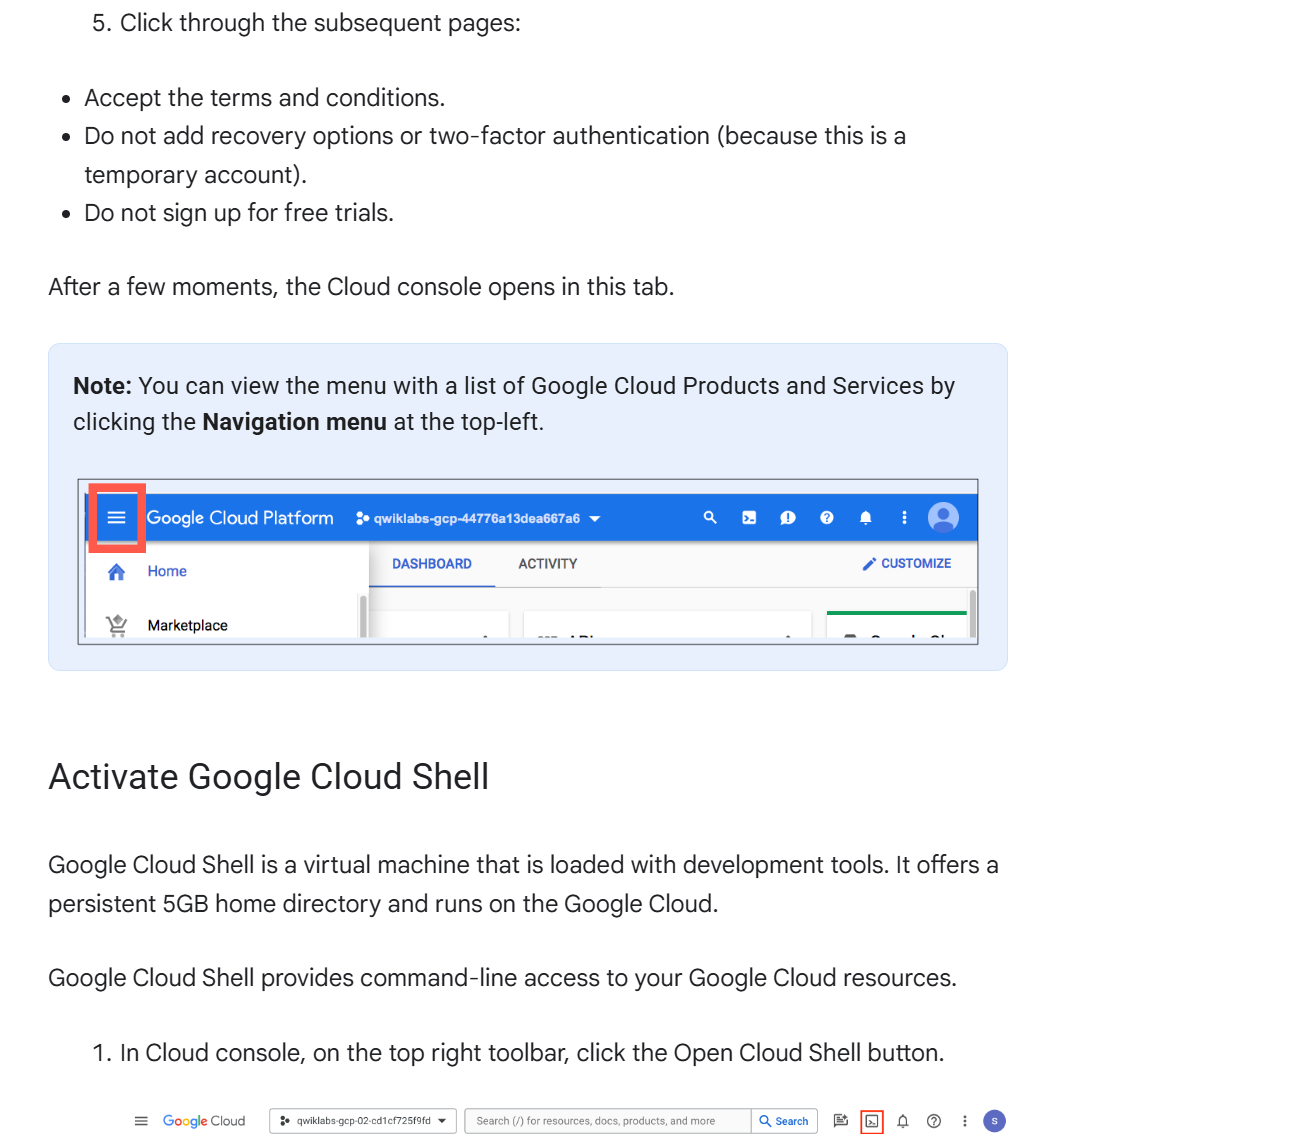 5. Click through the subsequent pages:
• Accept the terms and conditions.
• Do not add recovery options or two-factor authentication (because this is a
temporary account).
• Do not sign up for free trials.
After a few moments, the Cloud console opens in this tab.
Note: You can view the menu with a list of Google Cloud Products and Services by
clicking the Navigation menu at the top-left.
Google Cloud Platform qwiklabs-gcp-44776a13dea667a6
Home DASHBOARD ACTIVITY CUSTOMIZE
Marketplace
Activate Google Cloud Shell
Google Cloud Shell is a virtual machine that is loaded with development tools. It offers a
persistent 5GB home directory and runs on the Google Cloud.
Google Cloud Shell provides command-line access to your Google Cloud resources.
1. In Cloud console, on the top right toolbar, click the Open Cloud Shell button.
Google Cloud qwiklabs-gcp-02-cd1cf725f9fd Search (/) for resources, docs, products, and more Search S